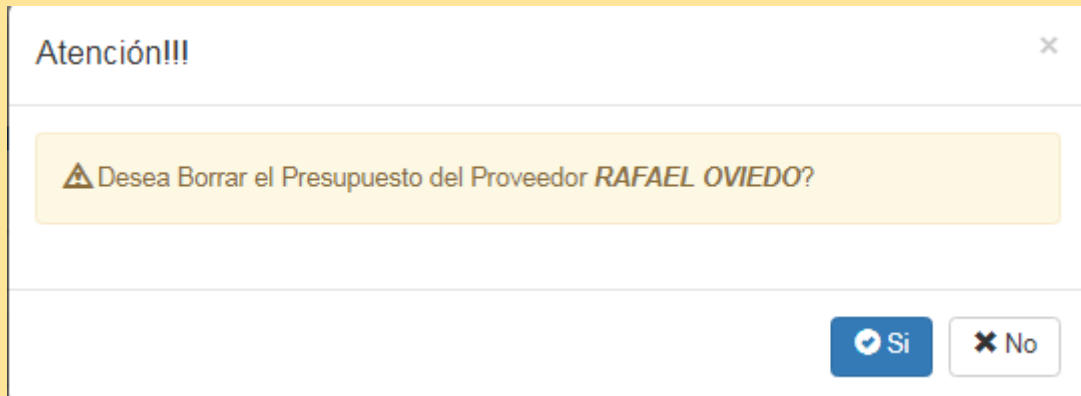 Atención!!!
×
Desea Borrar el Presupuesto del Proveedor RAFAEL OVIEDO?
Si
No